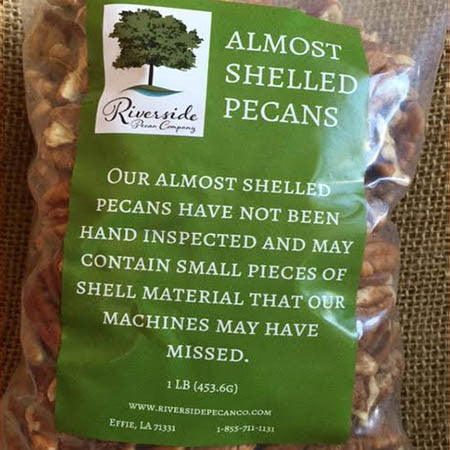 Riverside
Pecan Company
ALMOST
SHELLED
PECANS
OUR ALMOST SHELLED
PECANS HAVE NOT BEEN
HAND INSPECTED AND MAY
CONTAIN SMALL PIECES OF
SHELL MATERIAL THAT OUR
MACHINES MAY HAVE
MISSED.
1 LB (453.6G)
WWW.RIVERSIDEPECANCO.COM
EFFIE, LA 71331 1-855-711-1131